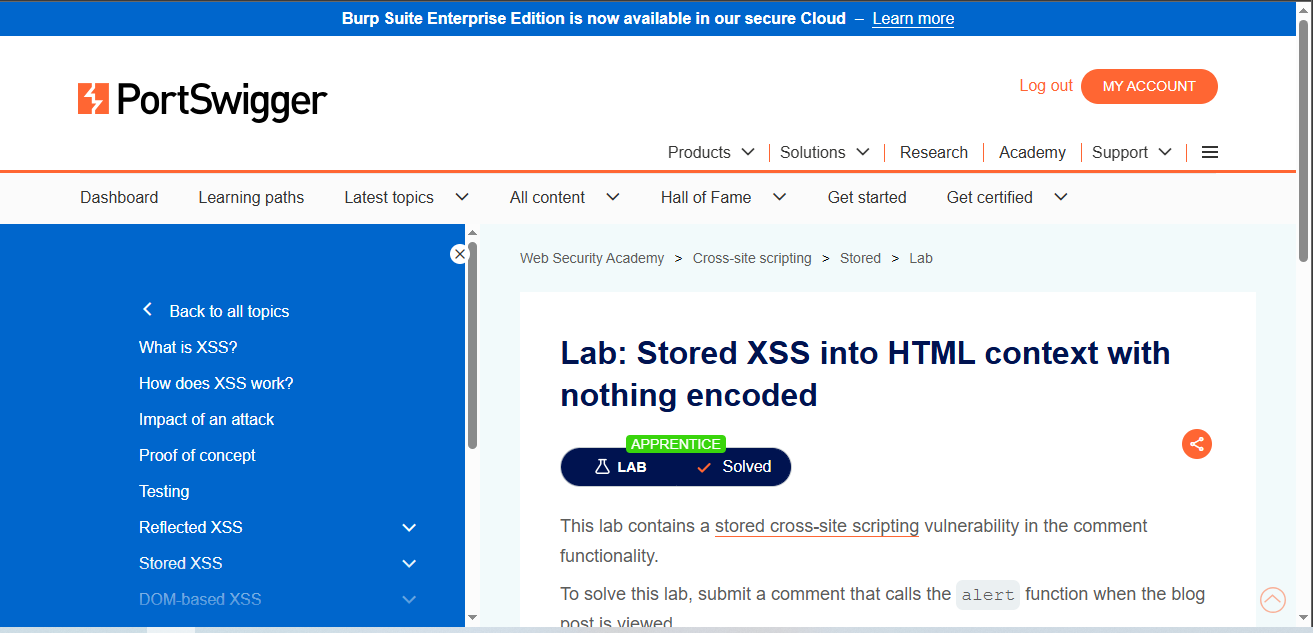 Burp Suite Enterprise Edition is now available in our secure Cloud – Learn more
PortSwigger
Log out
MY ACCOUNT
Products
Solutions
Research
Academy
Support
Dashboard
Learning paths
Latest topics
All content
Hall of Fame
Get started
Get certified
Back to all topics
What is XSS?
How does XSS work?
Impact of an attack
Proof of concept
Testing
Reflected XSS
Stored XSS
DOM-based XSS
Web Security Academy > Cross-site scripting > Stored > Lab
Lab: Stored XSS into HTML context with
nothing encoded
APPRENTICE
LAB
Solved
This lab contains a stored cross-site scripting vulnerability in the comment
functionality.
To solve this lab, submit a comment that calls the alert function when the blog
post is viewed.